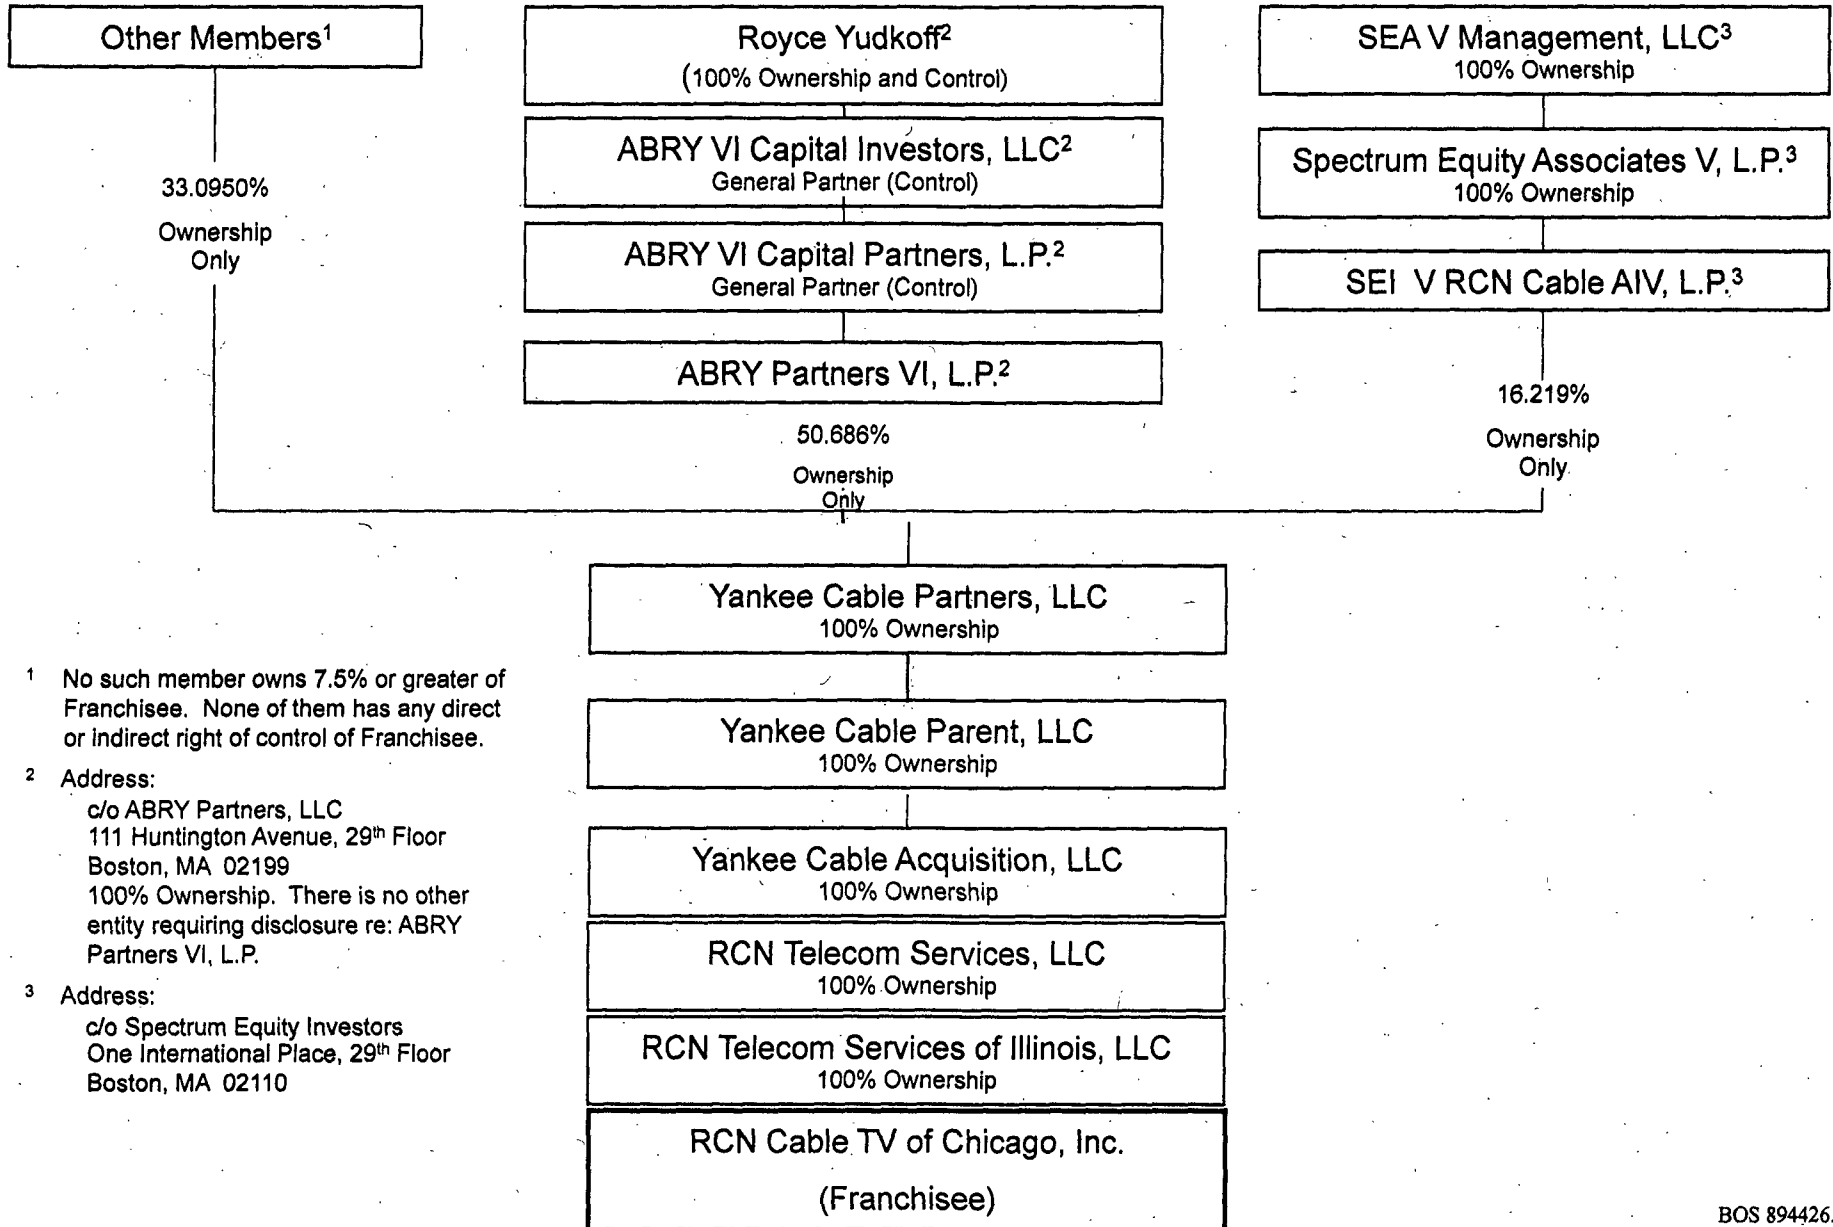 Other Members¹
33.0950%
Ownership
Only
Royce Yudkoff²
(100% Ownership and Control)
ABRY VI Capital Investors, LLC²
General Partner (Control)
ABRY VI Capital Partners, L.P.²
General Partner (Control)
ABRY Partners VI, L.P.²
50.686%
Ownership
Only
SEA V Management, LLC³
100% Ownership
Spectrum Equity Associates V, L.P.³
100% Ownership
SEI V RCN Cable AIV, L.P.³
16.219%
Ownership
Only
Yankee Cable Partners, LLC
100% Ownership
Yankee Cable Parent, LLC
100% Ownership
Yankee Cable Acquisition, LLC
100% Ownership
RCN Telecom Services, LLC
100% Ownership
RCN Telecom Services of Illinois, LLC
100% Ownership
RCN Cable TV of Chicago, Inc.
(Franchisee)
¹ No such member owns 7.5% or greater of
Franchisee. None of them has any direct
or indirect right of control of Franchisee.
² Address:
c/o ABRY Partners, LLC
111 Huntington Avenue, 29th Floor
Boston, MA 02199
100% Ownership. There is no other
entity requiring disclosure re: ABRY
Partners VI, L.P.
³ Address:
c/o Spectrum Equity Investors
One International Place, 29th Floor
Boston, MA 02110
BOS 894426.